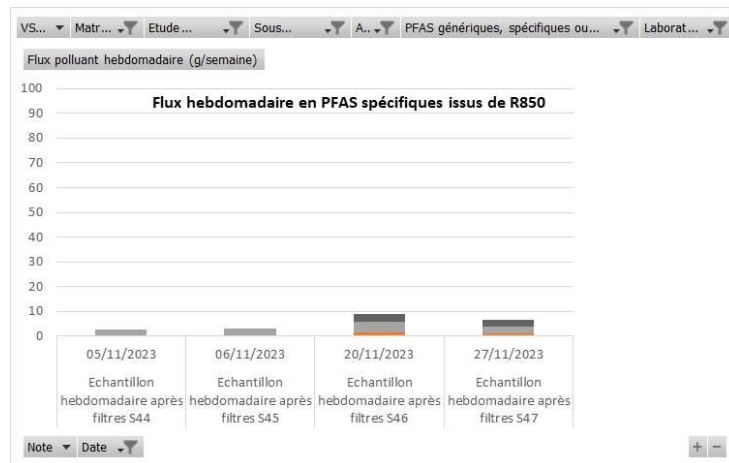 VS... Matr... Etude... Sous... A.. PFAS génériques, spécifiques ou... Laborat...
Flux polluant hebdomadaire (g/semaine)
Flux hebdomadaire en PFAS spécifiques issus de R850
100
90
80
70
60
50
40
30
20
10
0
05/11/2023 06/11/2023 20/11/2023 27/11/2023
Echantillon Echantillon Echantillon Echantillon
hebdomadaire après hebdomadaire après hebdomadaire après hebdomadaire après
filtres S44 filtres S45 filtres S46 filtres S47
Note Date + −